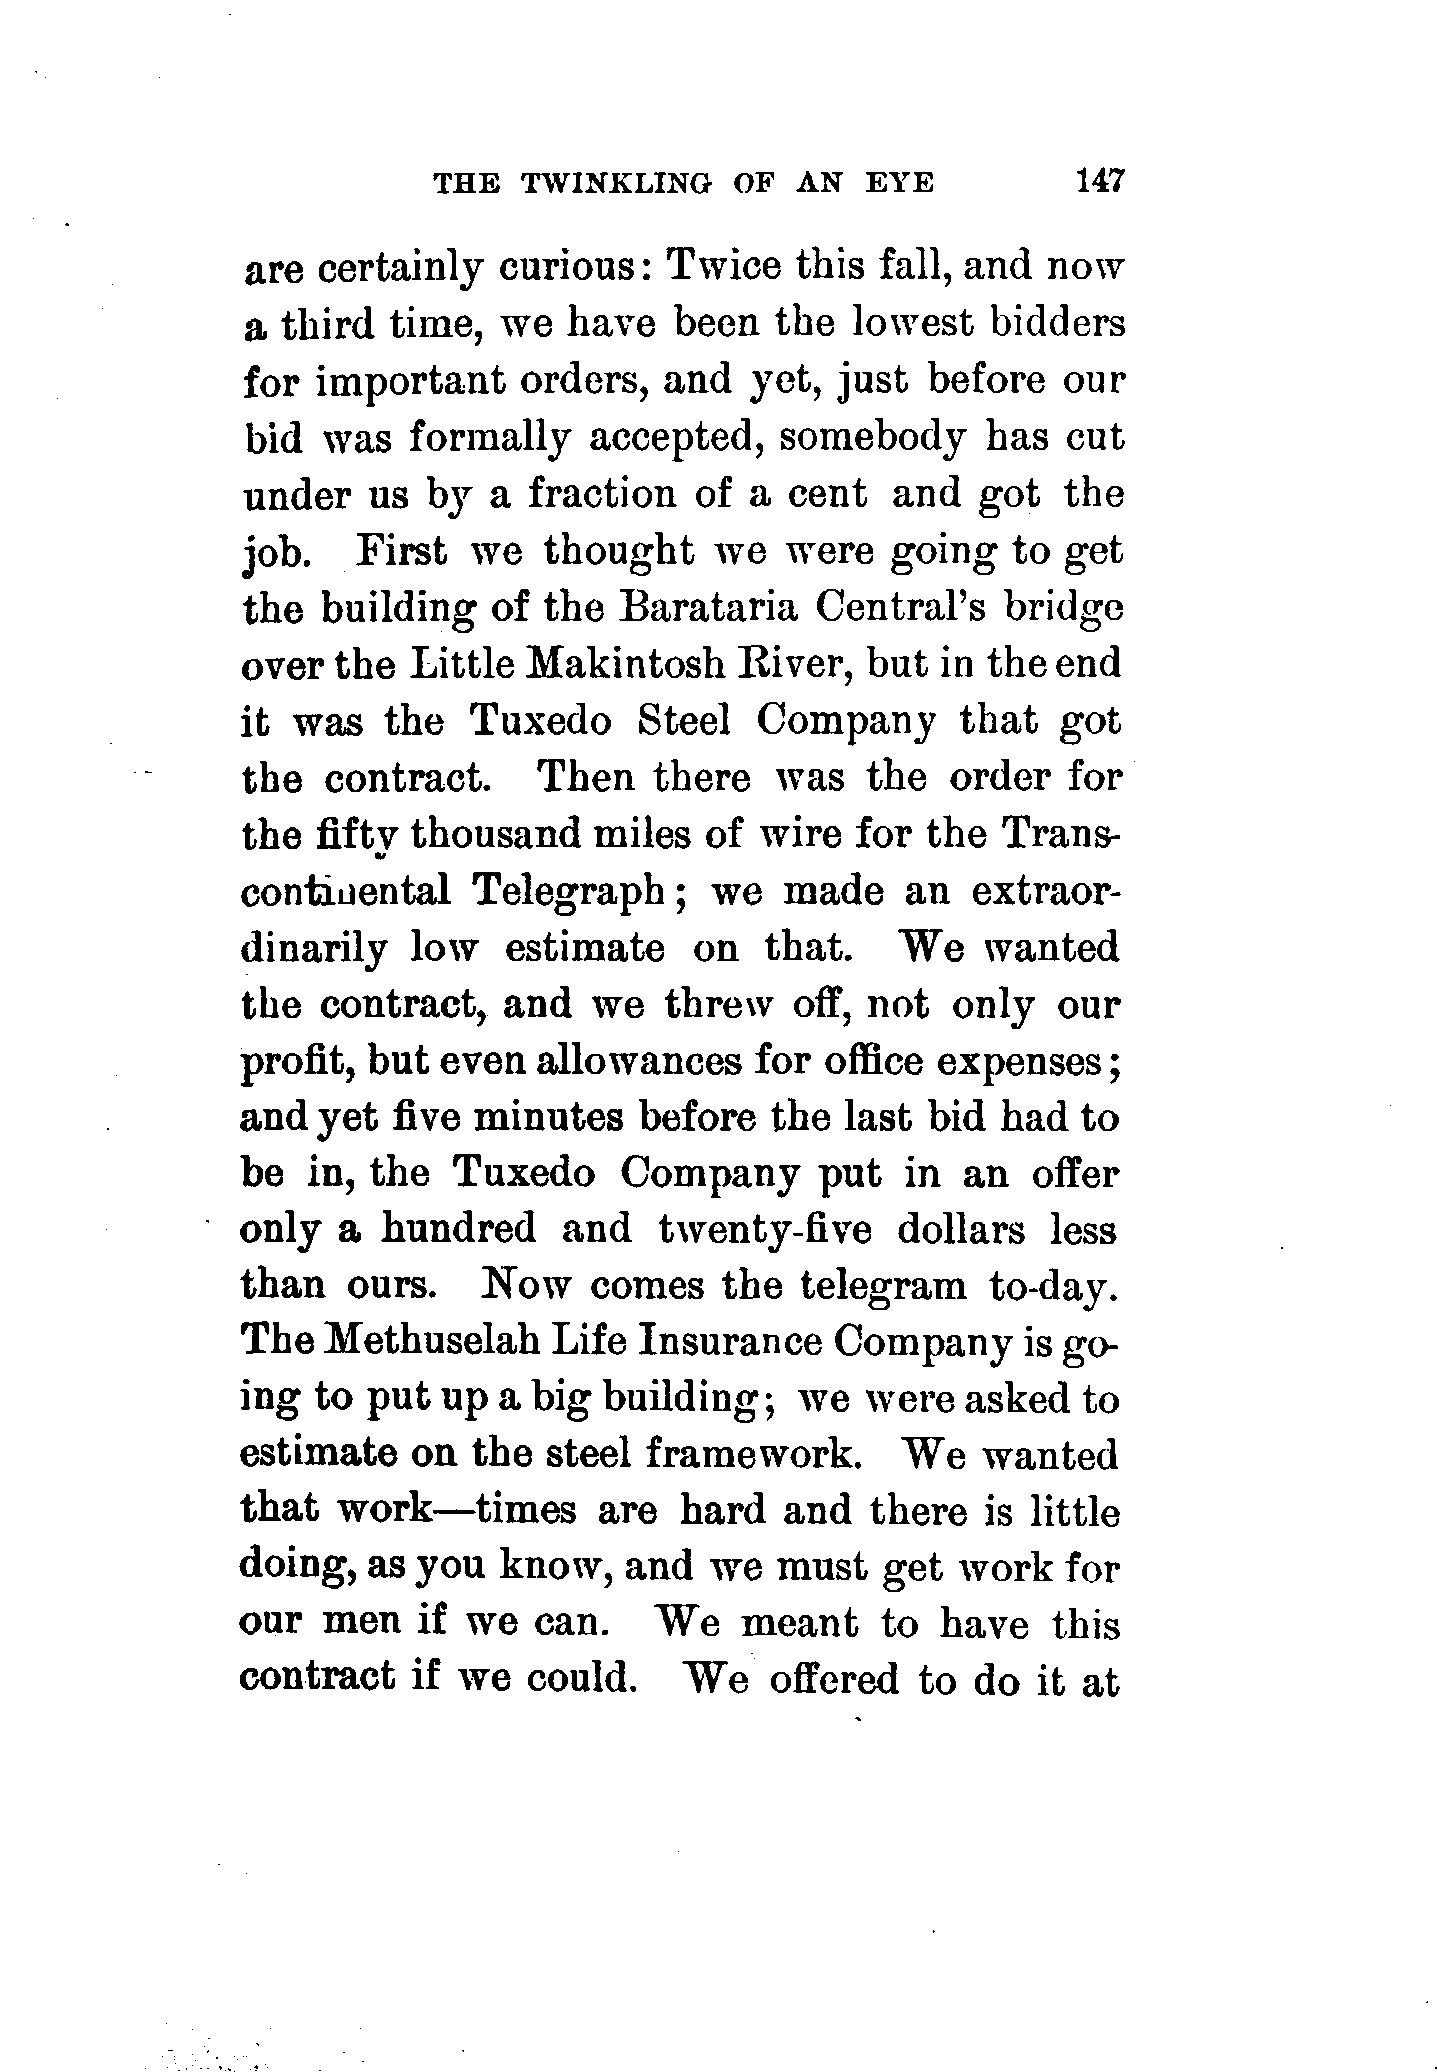 THE TWINKLING OF AN EYE 147
are certainly curious: Twice this fall, and now
a third time, we have been the lowest bidders
for important orders, and yet, just before our
bid was formally accepted, somebody has cut
under us by a fraction of a cent and got the
job. First we thought we were going to get
the building of the Barataria Central's bridge
over the Little Makintosh River, but in the end
it was the Tuxedo Steel Company that got
the contract. Then there was the order for
the fifty thousand miles of wire for the Trans-
continental Telegraph; we made an extraor-
dinarily low estimate on that. We wanted
the contract, and we threw off, not only our
profit, but even allowances for office expenses;
and yet five minutes before the last bid had to
be in, the Tuxedo Company put in an offer
only a hundred and twenty-five dollars less
than ours. Now comes the telegram to-day.
The Methuselah Life Insurance Company is go-
ing to put up a big building; we were asked to
estimate on the steel framework. We wanted
that work—times are hard and there is little
doing, as you know, and we must get work for
our men if we can. We meant to have this
contract if we could. We offered to do it at